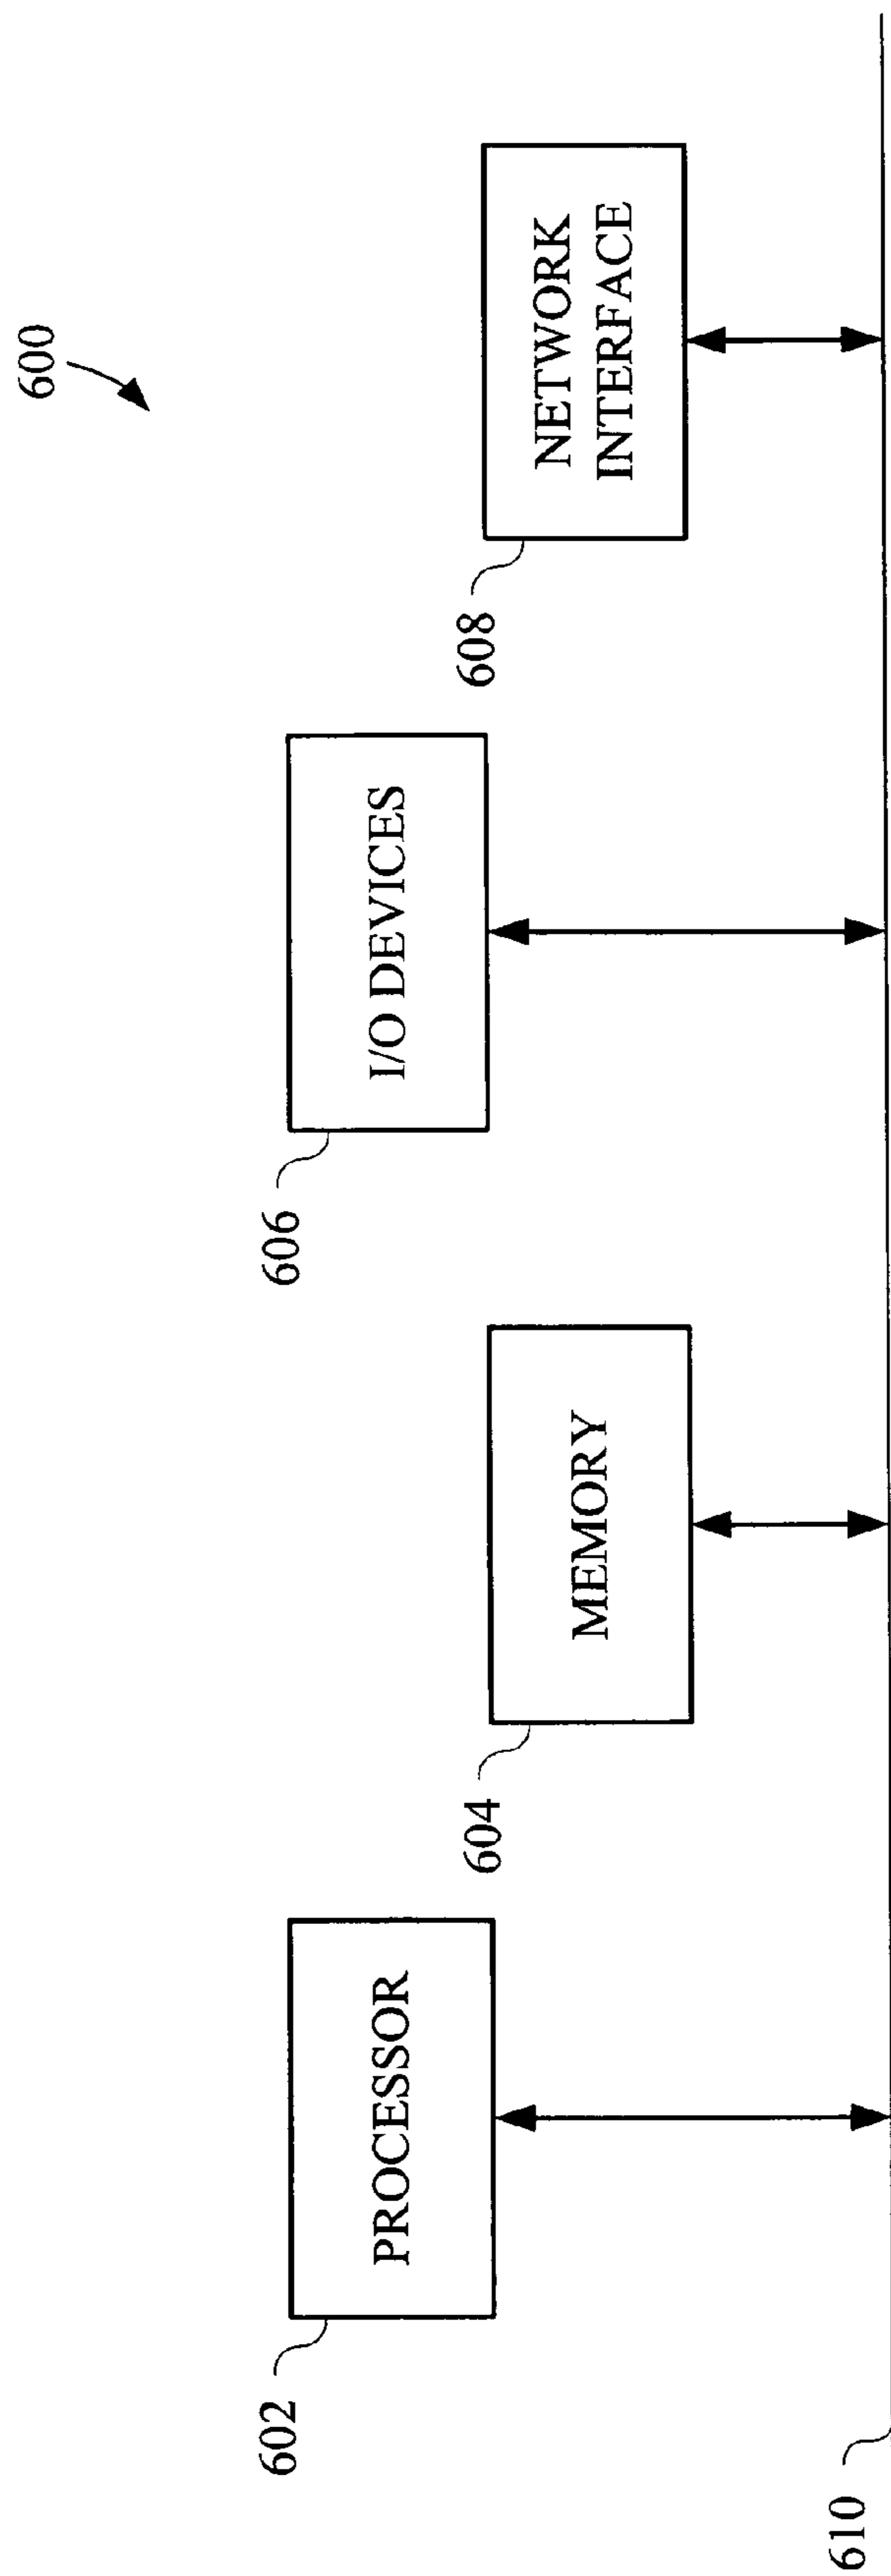 600
602
PROCESSOR
604
MEMORY
606
I/O DEVICES
608
NETWORK
INTERFACE
610